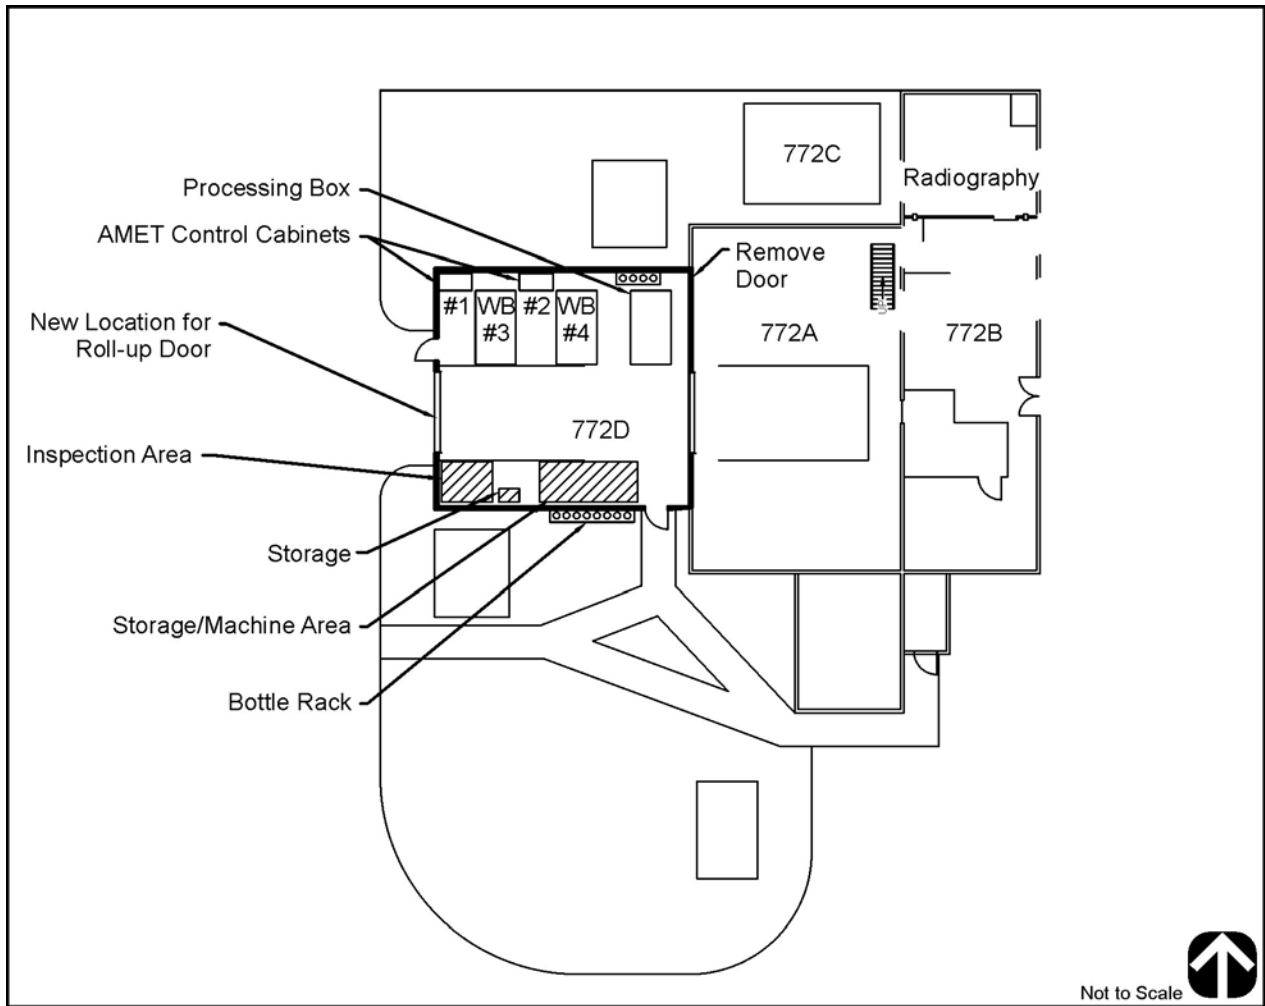 772C
Radiography
Processing Box
AMET Control Cabinets
Remove
Door
#1
WB
#3
#2
WB
#4
New Location for
Roll-up Door
772A
772B
772D
Inspection Area
Storage
Storage/Machine Area
Bottle Rack
Not to Scale